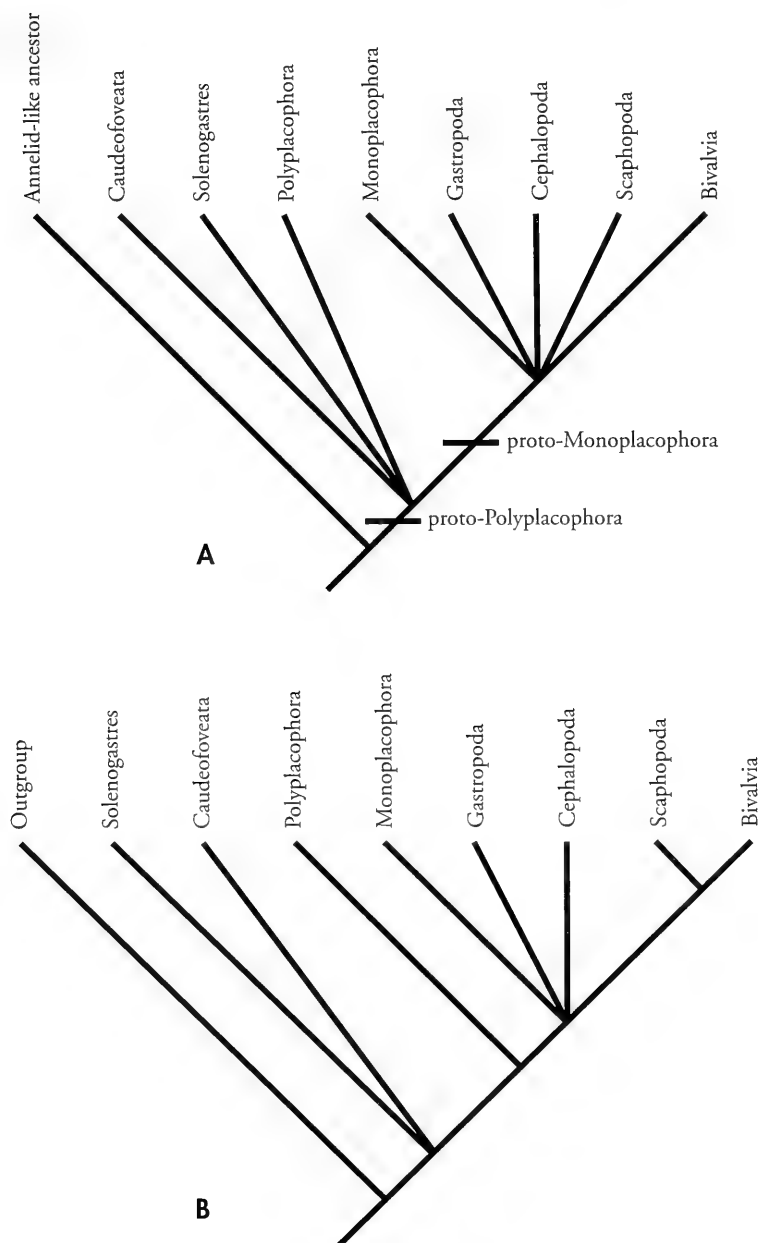 Annelid-like ancestor
Caudeofoveata
Solenogastres
Polyplacophora
Monoplacophora
Gastropoda
Cephalopoda
Scaphopoda
Bivalvia
proto-Monoplacophora
proto-Polyplacophora
A
Outgroup
Solenogastres
Caudeofoveata
Polyplacophora
Monoplacophora
Gastropoda
Cephalopoda
Scaphopoda
Bivalvia
B